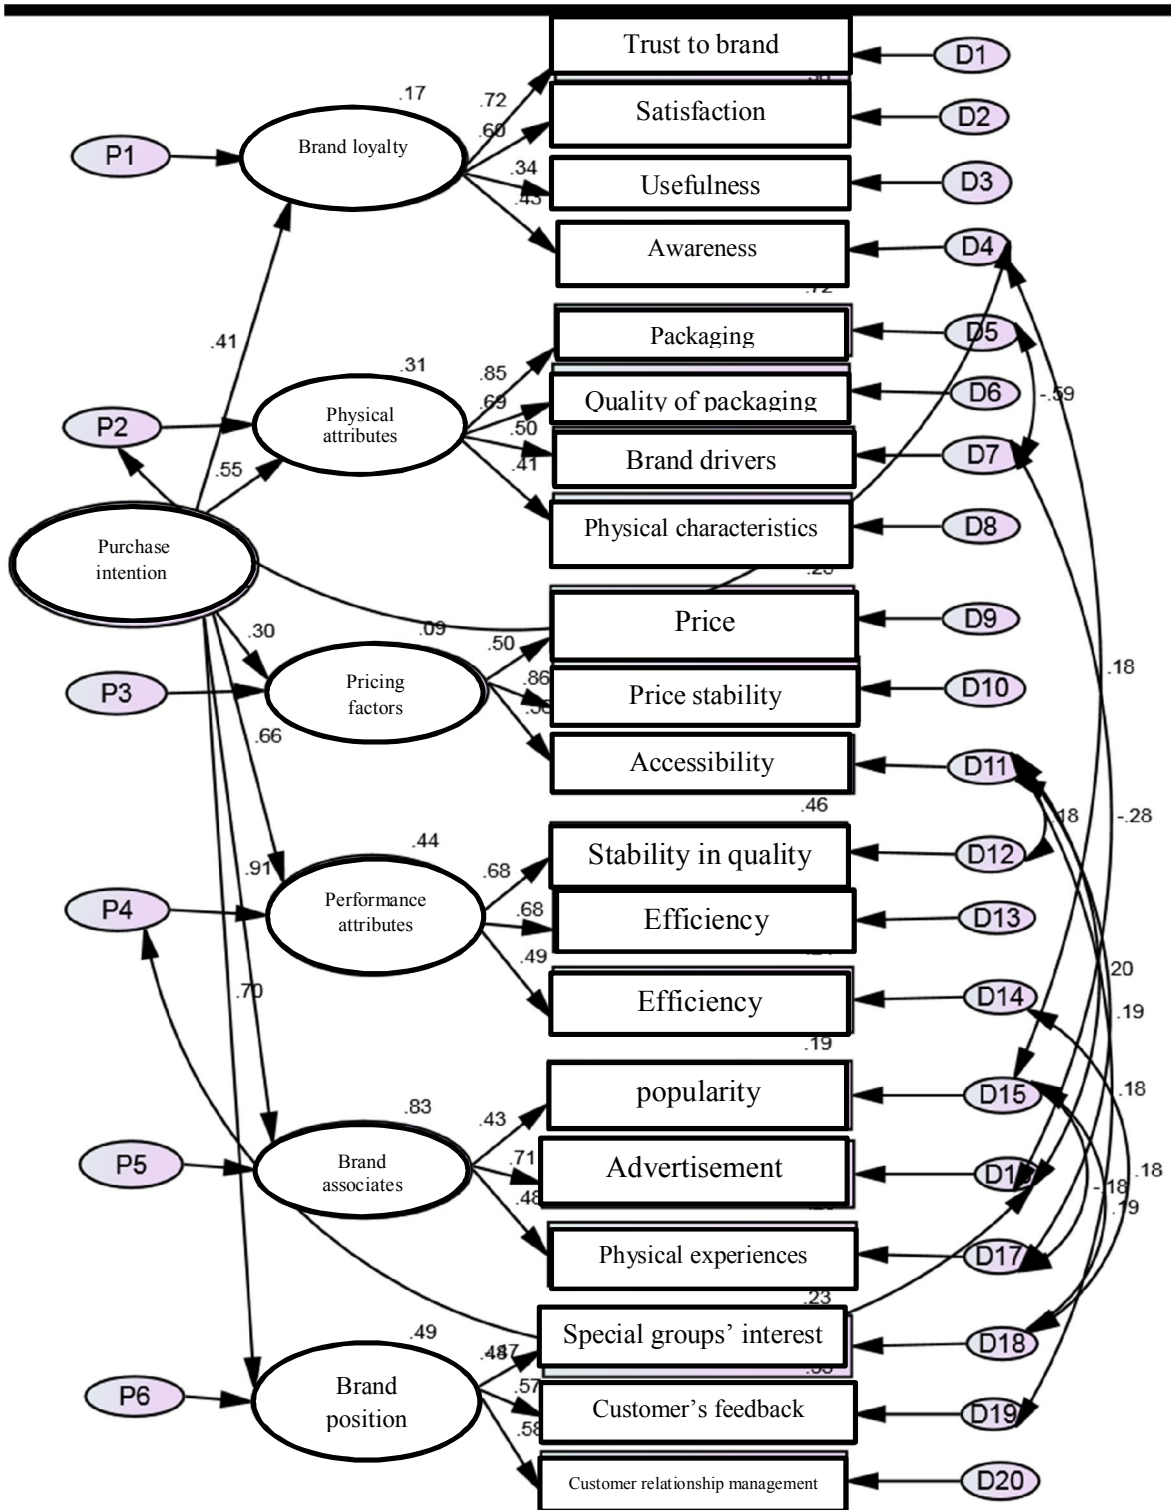 Trust to brand
D1
.17
.72
Satisfaction
D2
.60
P1
Brand loyalty
.34
Usefulness
D3
.43
Awareness
D4
.72
.41
Packaging
D5
.31
.85
Quality of packaging
D6
-.59
.69
P2
Physical
attributes
.50
Brand drivers
D7
.41
.55
Physical characteristics
D8
Purchase
intention
Price
D9
.30
.09
.50
.18
P3
Pricing
factors
.86
Price stability
D10
.66
Accessibility
D11
.46
.18
-.28
.44
Stability in quality
D12
.91
.68
P4
Performance
attributes
.68
Efficiency
D13
.49
.20
.70
Efficiency
D14
.19
.19
popularity
D15
.18
.83
.43
P5
Brand
associates
.71
Advertisement
-.18
.18
.48
.19
Physical experiences
D17
.23
.49
Special groups’ interest
D18
P6
Brand
position
.57
Customer’s feedback
D19
.58
Customer relationship management
D20